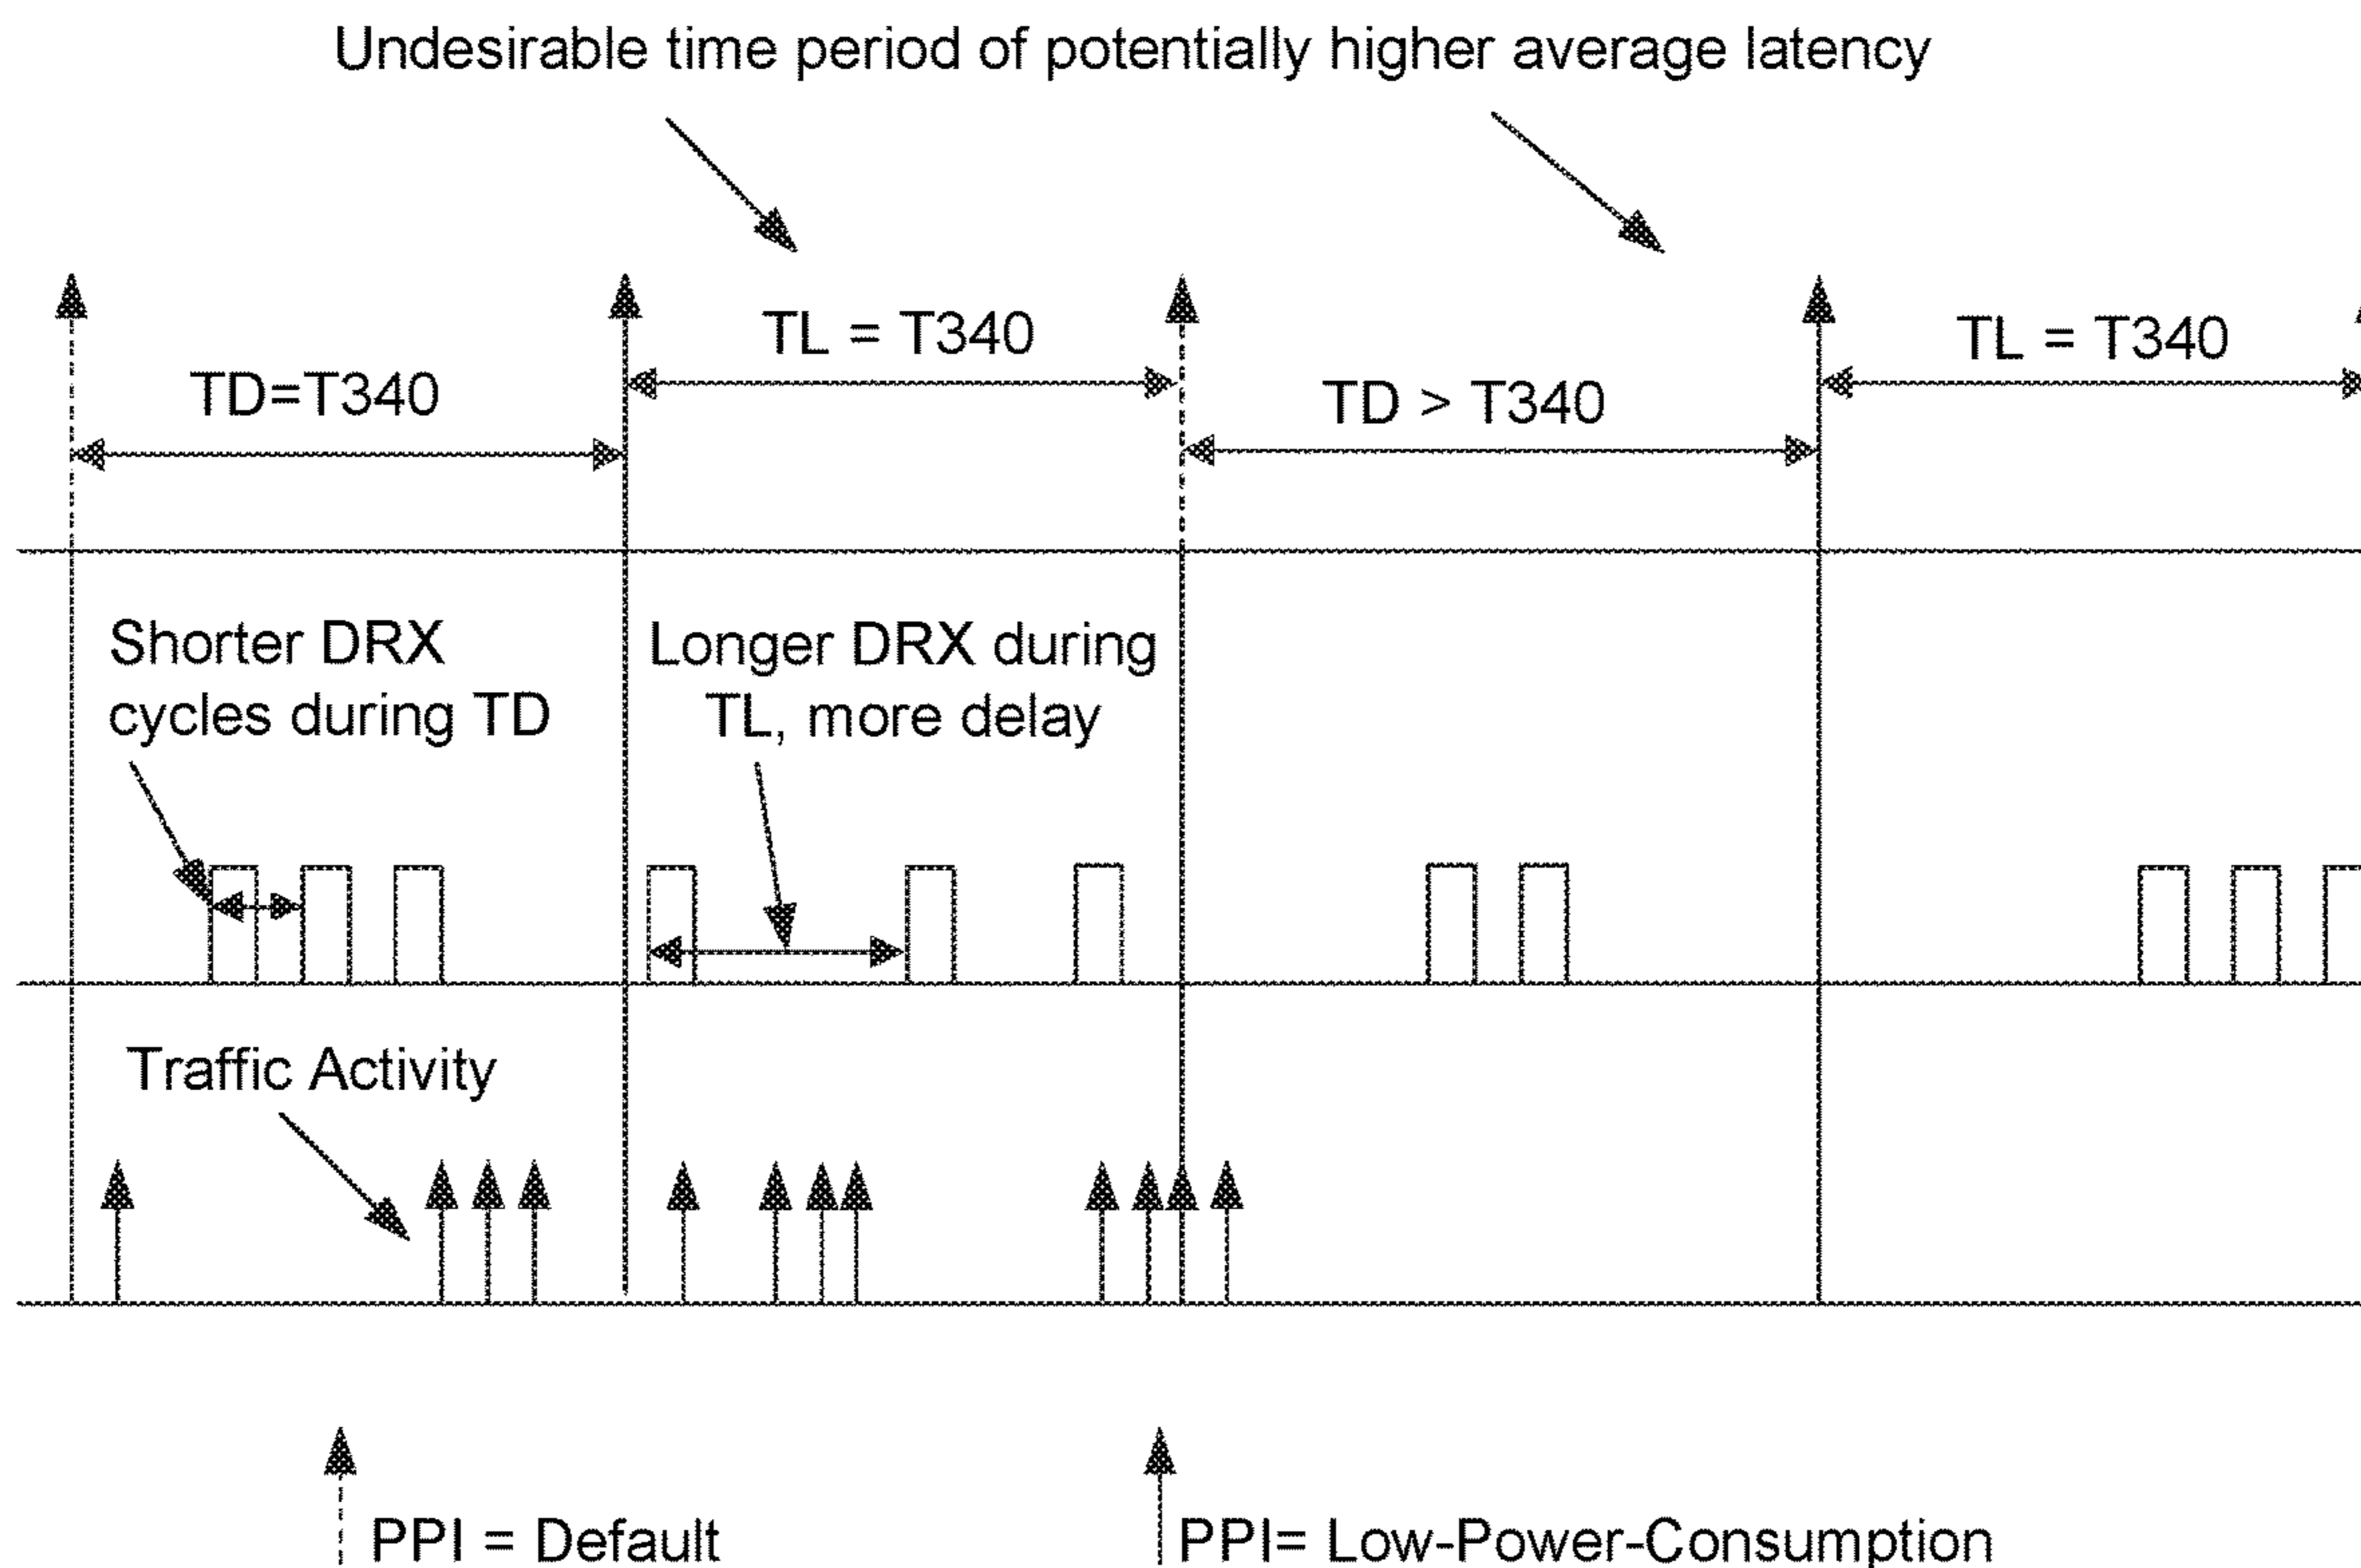 Undesirable time period of potentially higher average latency
TL = T340
TL = T340
TD=T340
TD > T340
Shorter DRX
cycles during TD
Longer DRX during
TL, more delay
Traffic Activity
PPI = Default
PPI= Low-Power-Consumption